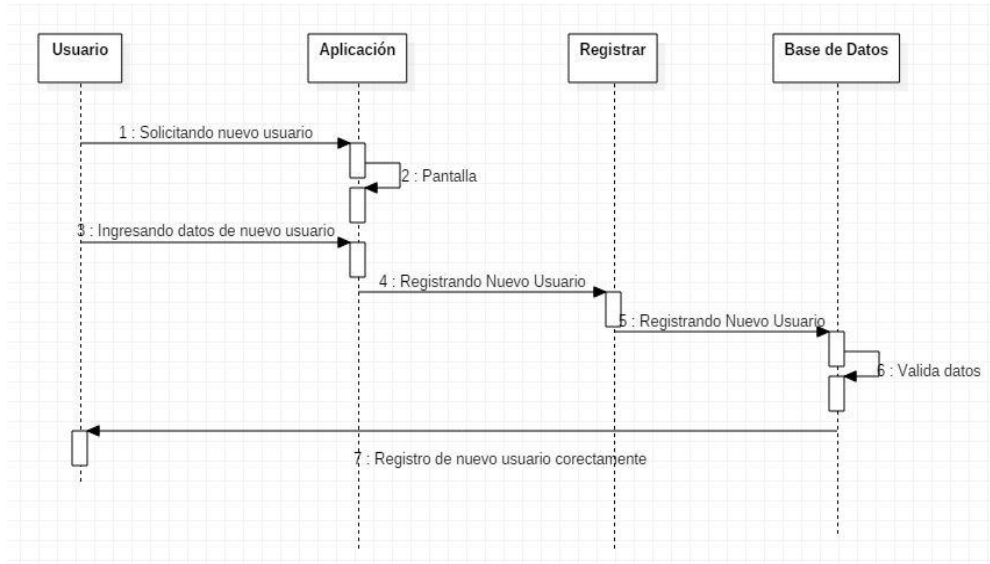 Usuario
Aplicación
Registrar
Base de Datos
1 : Solicitando nuevo usuario
2 : Pantalla
3 : Ingresando datos de nuevo usuario
4 : Registrando Nuevo Usuario
5 : Registrando Nuevo Usuario
6 : Valida datos
7 : Registro de nuevo usuario corectamente